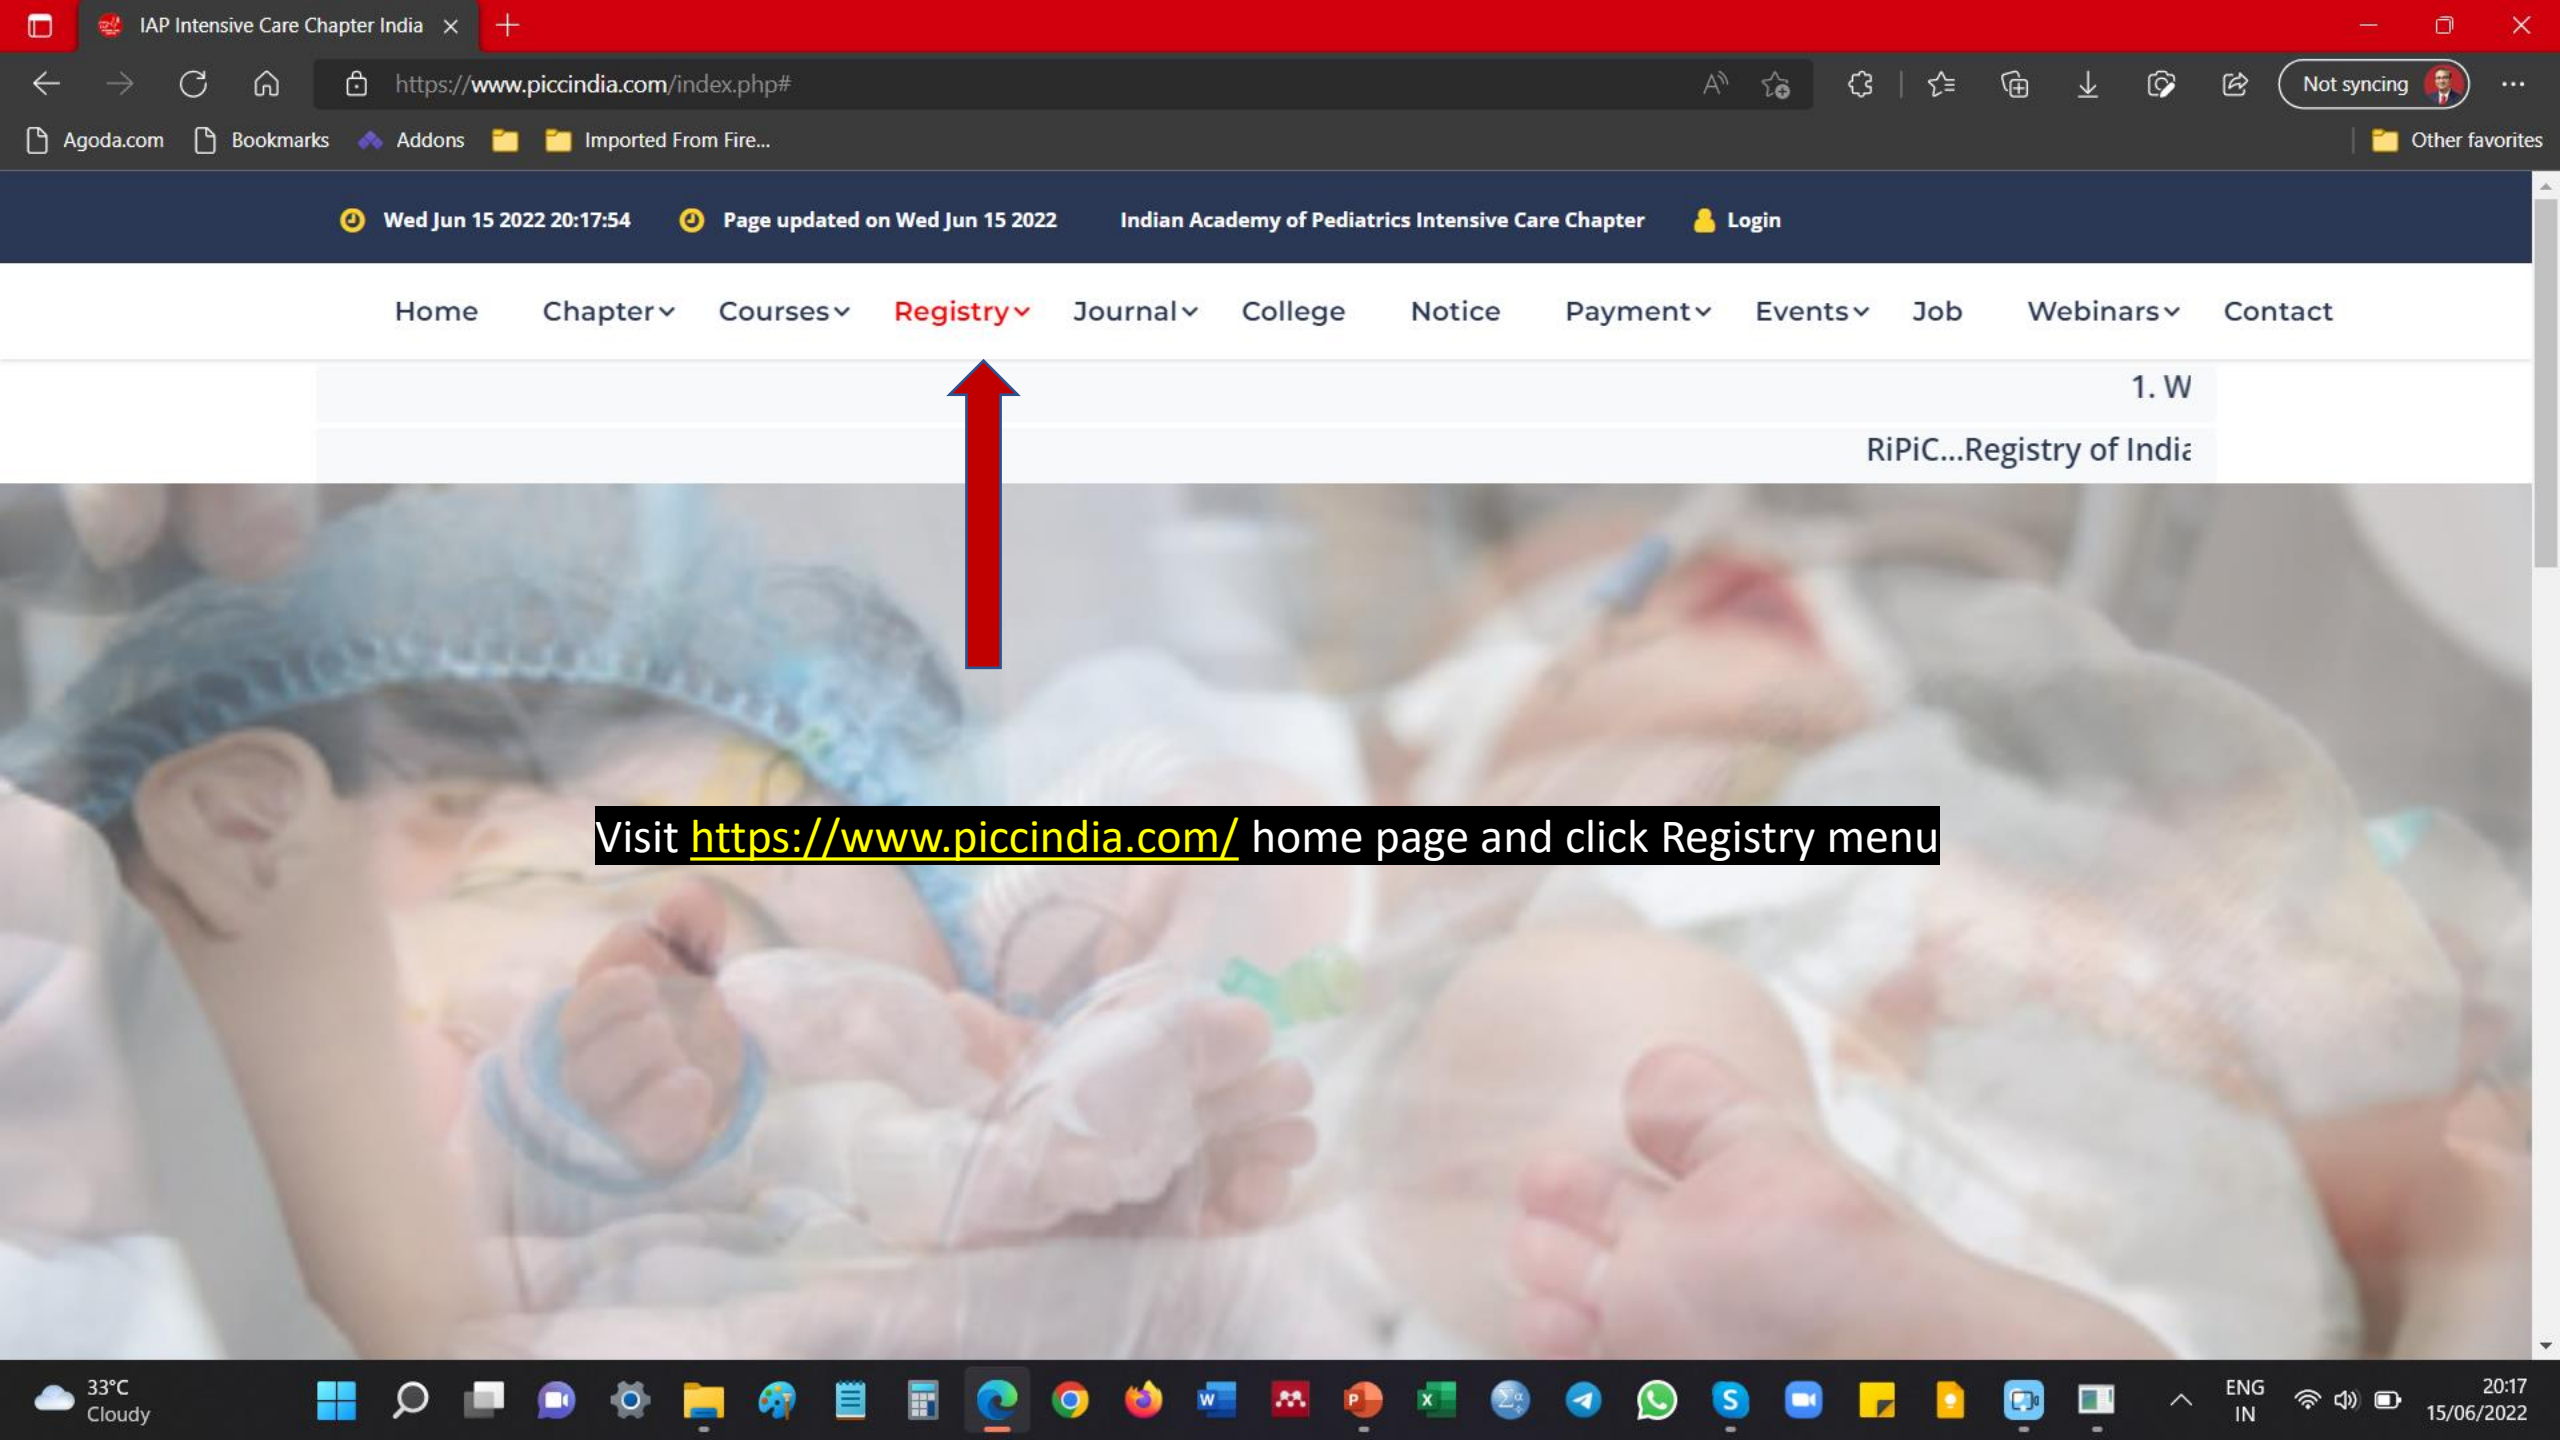 IAP Intensive Care Chapter India
https://www.piccindia.com/index.php#
Not syncing
Agoda.com Bookmarks Addons Imported From Fire... Other favorites
Wed Jun 15 2022 20:17:54 Page updated on Wed Jun 15 2022 Indian Academy of Pediatrics Intensive Care Chapter Login
Home Chapter Courses Registry Journal College Notice Payment Events Job Webinars Contact
1. W
RiPiC...Registry of India
Visit https://www.piccindia.com/ home page and click Registry menu
33°C
Cloudy
ENG
IN
20:17
15/06/2022